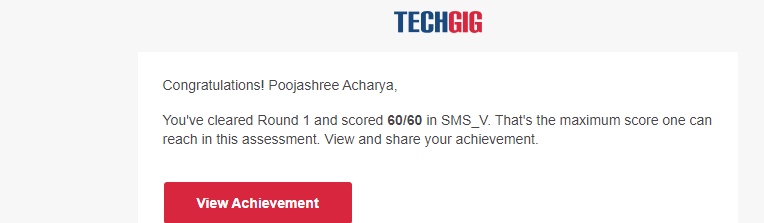 TECHGIG
Congratulations! Poojashree Acharya,
You've cleared Round 1 and scored 60/60 in SMS_V. That's the maximum score one can
reach in this assessment. View and share your achievement.
View Achievement